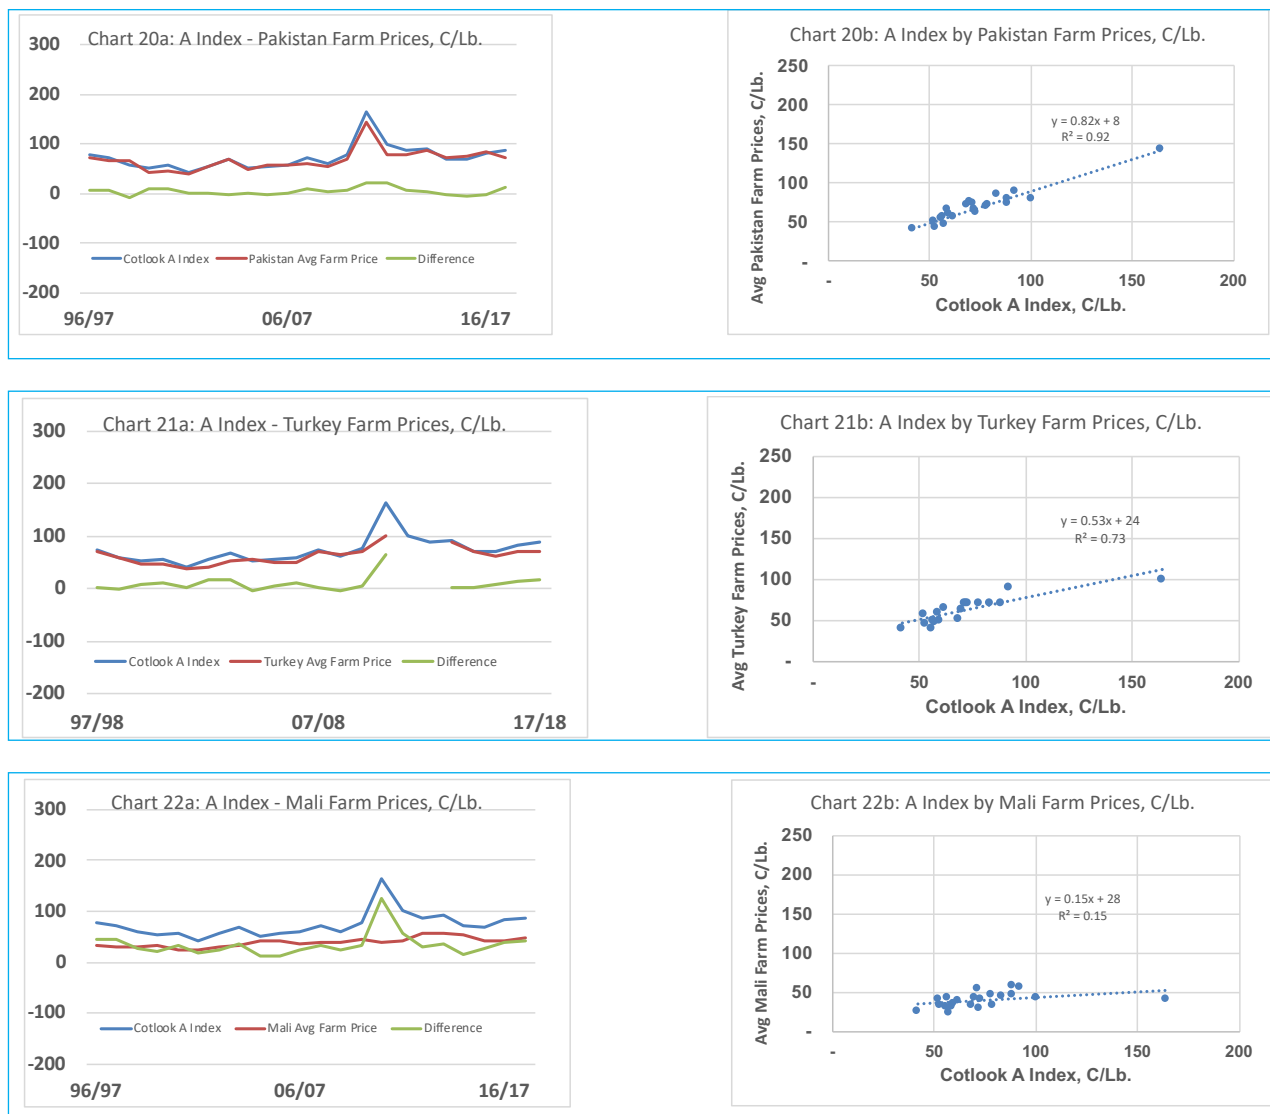 Chart 20a: A Index - Pakistan Farm Prices, C/Lb.
300
200
100
0
-100
-200
Cotlook A Index
Pakistan Avg Farm Price
Difference
96/97
06/07
16/17
Chart 20b: A Index by Pakistan Farm Prices, C/Lb.
Avg Pakistan Farm Prices, C/Lb.
250
200
150
100
50
-
y = 0.82x + 8
R² = 0.92
-
50
100
150
200
Cotlook A Index, C/Lb.
Chart 21a: A Index - Turkey Farm Prices, C/Lb.
300
200
100
0
-100
-200
Cotlook A Index
Turkey Avg Farm Price
Difference
97/98
07/08
17/18
Chart 21b: A Index by Turkey Farm Prices, C/Lb.
Avg Turkey Farm Prices, C/Lb.
250
200
150
100
50
-
y = 0.53x + 24
R² = 0.73
-
50
100
150
200
Cotlook A Index, C/Lb.
Chart 22a: A Index - Mali Farm Prices, C/Lb.
300
200
100
0
-100
-200
Cotlook A Index
Mali Avg Farm Price
Difference
96/97
06/07
16/17
Chart 22b: A Index by Mali Farm Prices, C/Lb.
Avg Mali Farm Prices, C/Lb.
250
200
150
100
50
-
y = 0.15x + 28
R² = 0.15
-
50
100
150
200
Cotlook A Index, C/Lb.